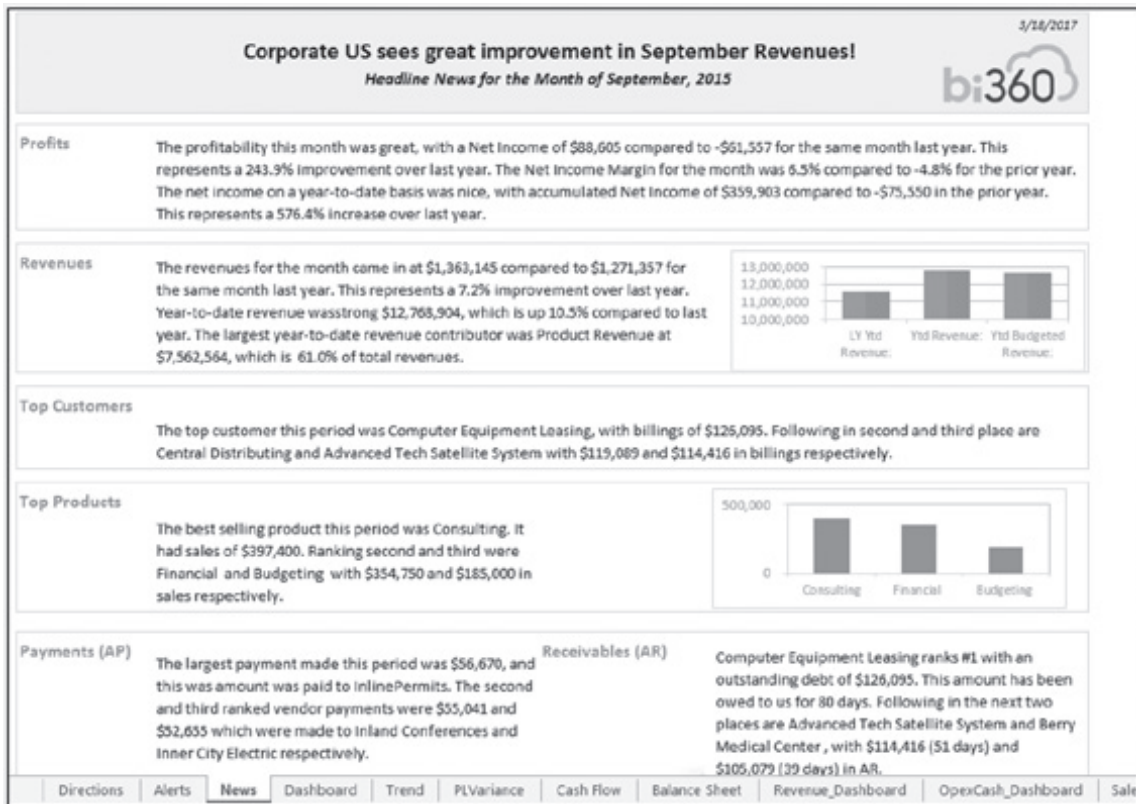 3/18/2017
Corporate US sees great improvement in September Revenues!
Headline News for the Month of September, 2015
bi360
Profits
The profitability this month was great, with a Net Income of $88,605 compared to -$61,557 for the same month last year. This
represents a 243.9% improvement over last year. The Net Income Margin for the month was 6.5% compared to -4.8% for the prior year.
The net income on a year-to-date basis was nice, with accumulated Net Income of $359,903 compared to -$75,550 in the prior year.
This represents a 576.4% increase over last year.
Revenues
The revenues for the month came in at $1,363,145 compared to $1,271,357 for
the same month last year. This represents a 7.2% improvement over last year.
Year-to-date revenue wasstrong $12,768,904, which is up 10.5% compared to last
year. The largest year-to-date revenue contributor was Product Revenue at
$7,562,564, which is 61.0% of total revenues.
13,000,000
12,000,000
11,000,000
10,000,000
LY Ytd
Revenue:
Ytd Revenue:
Ytd Budgeted
Revenue:
Top Customers
The top customer this period was Computer Equipment Leasing, with billings of $126,095. Following in second and third place are
Central Distributing and Advanced Tech Satellite System with $119,089 and $114,416 in billings respectively.
Top Products
The best selling product this period was Consulting. It
had sales of $397,400. Ranking second and third were
Financial and Budgeting with $354,750 and $185,000 in
sales respectively.
500,000
0
Consulting
Financial
Budgeting
Payments (AP)
The largest payment made this period was $56,670, and
this was amount was paid to InlinePermits. The second
and third ranked vendor payments were $55,041 and
$52,655 which were made to Inland Conferences and
Inner City Electric respectively.
Receivables (AR)
Computer Equipment Leasing ranks #1 with an
outstanding debt of $126,095. This amount has been
owed to us for 80 days. Following in the next two
places are Advanced Tech Satellite System and Berry
Medical Center , with $114,416 (51 days) and
$105,079 (39 days) in AR.
Directions
Alerts
News
Dashboard
Trend
PLVariance
Cash Flow
Balance Sheet
Revenue_Dashboard
OpexCash_Dashboard
Sale